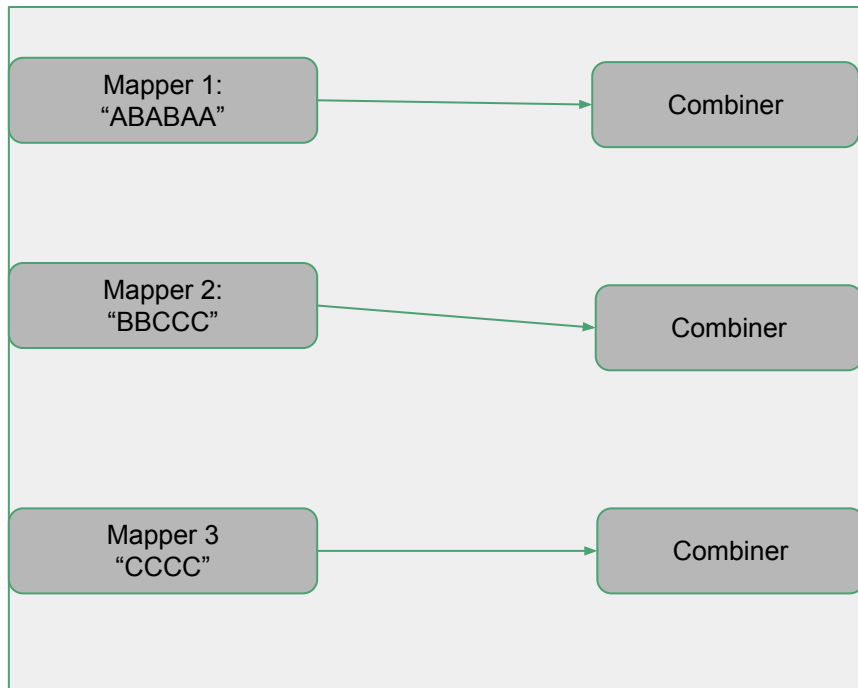 Mapper 1:
“ABABAA”
Combiner
Mapper 2:
“BBCCC”
Combiner
Mapper 3
“CCCC”
Combiner